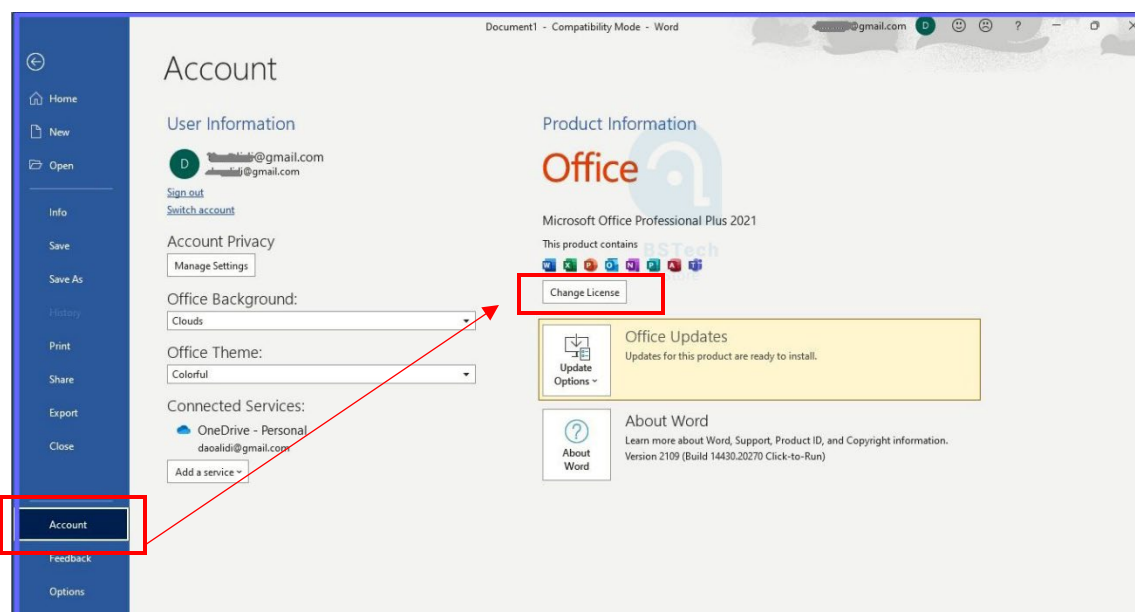 Document1 - Compatibility Mode - Word
@gmail.com D ?
Account
Home
New
Open
Info
Save
Save As
History
Print
Share
Export
Close
Account
Feedback
Options
User Information
D
@gmail.com
@gmail.com
Sign out
Switch account
Account Privacy
Manage Settings
Office Background:
Clouds
Office Theme:
Colorful
Connected Services:
OneDrive - Personal
daoalidi@gmail.com
Add a service
Product Information
Office
Microsoft Office Professional Plus 2021
This product contains
BSTech
Change License
Update
Options
Office Updates
Updates for this product are ready to install.
?
About
Word
About Word
Learn more about Word, Support, Product ID, and Copyright information.
Version 2109 (Build 14430.20270 Click-to-Run)